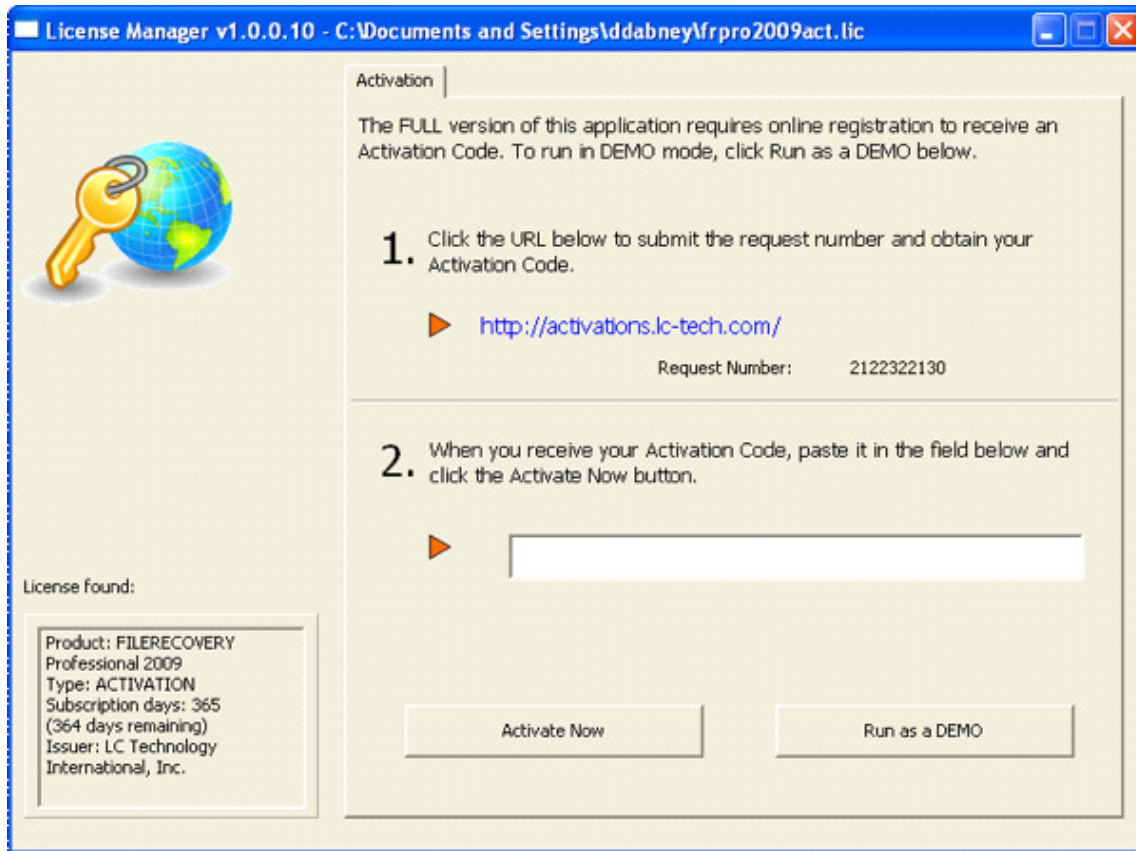 License Manager v1.0.0.10 - C:\Documents and Settings\ddabney\frpro2009act.lic
Activation
The FULL version of this application requires online registration to receive an
Activation Code. To run in DEMO mode, click Run as a DEMO below.
1. Click the URL below to submit the request number and obtain your
Activation Code.
http://activations.lc-tech.com/
Request Number: 2122322130
2. When you receive your Activation Code, paste it in the field below and
click the Activate Now button.
License found:
Product: FILERECOVERY
Professional 2009
Type: ACTIVATION
Subscription days: 365
(364 days remaining)
Issuer: LC Technology
International, Inc.
Activate Now
Run as a DEMO